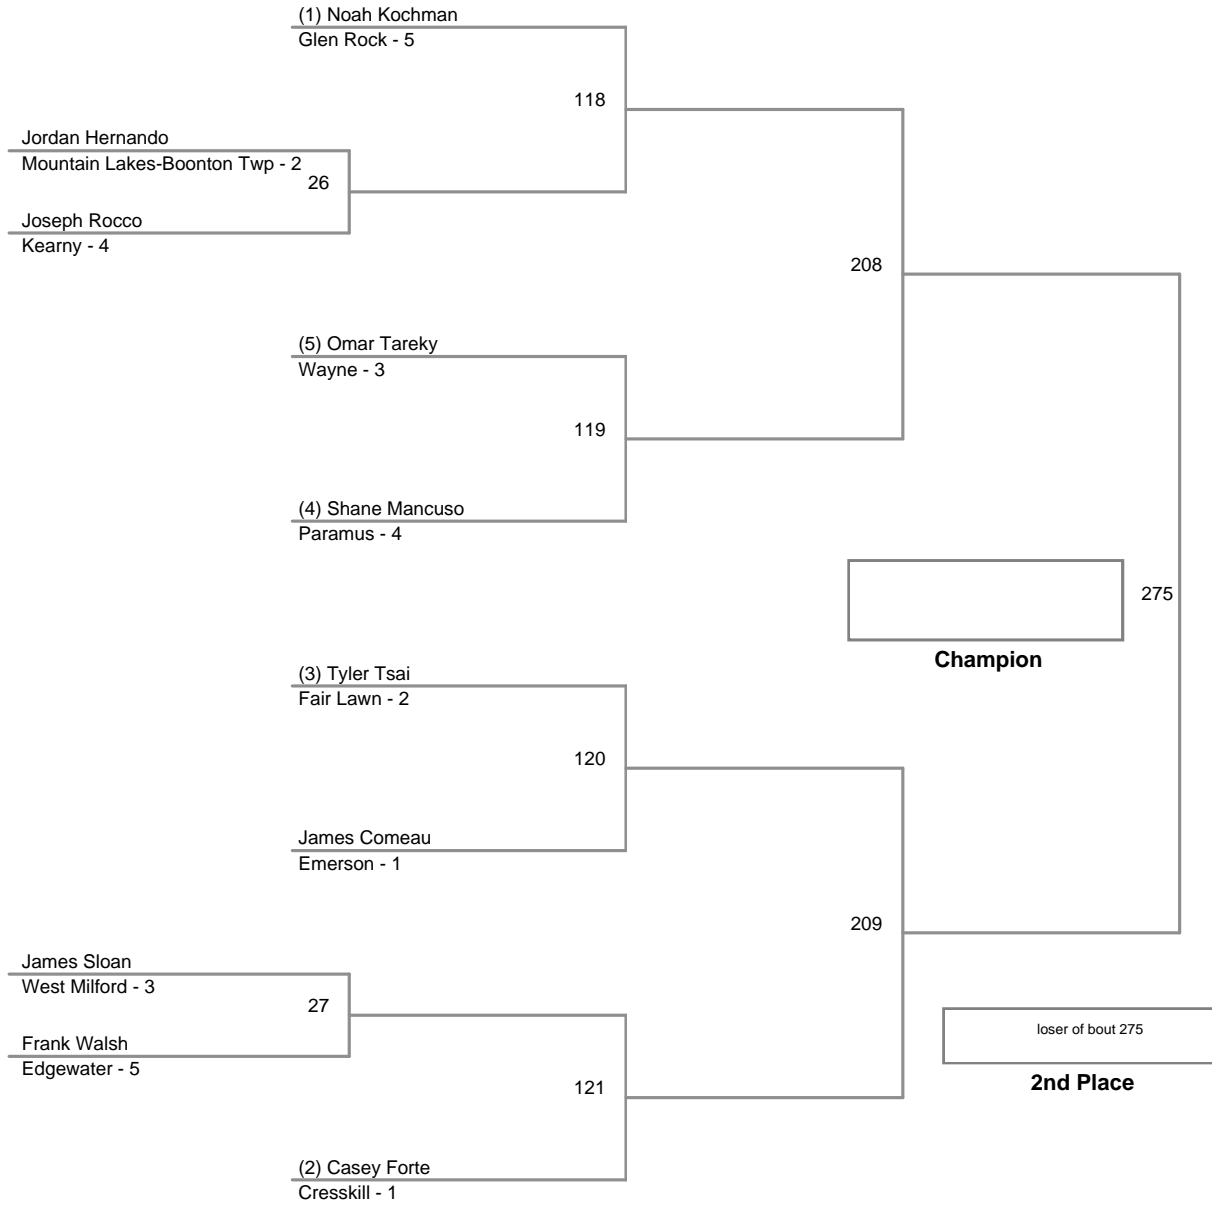 (1) Noah Kochman
Glen Rock - 5
118
Jordan Hernando
Mountain Lakes-Boonton Twp - 2
26
Joseph Rocco
Kearny - 4
208
(5) Omar Tareky
Wayne - 3
119
(4) Shane Mancuso
Paramus - 4
275
Champion
(3) Tyler Tsai
Fair Lawn - 2
120
James Comeau
Emerson - 1
209
James Sloan
West Milford - 3
27
Frank Walsh
Edgewater - 5
loser of bout 275
2nd Place
121
(2) Casey Forte
Cresskill - 1